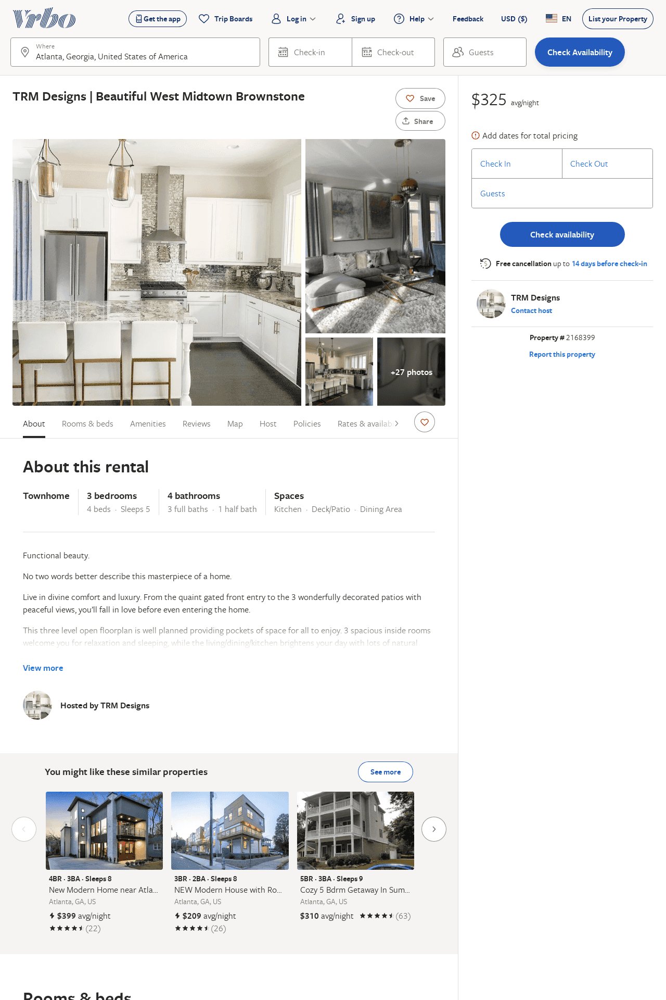 Vrbo
Get the app
Trip Boards
Log in
Sign up
Help
Feedback
USD ($)
EN
List your Property
Where
Atlanta, Georgia, United States of America
Check-in
Check-out
Guests
Check Availability
TRM Designs | Beautiful West Midtown Brownstone
Save
Share
+27 photos
$325 avg/night
Add dates for total pricing
Check In
Check Out
Guests
Check availability
Free cancellation up to 14 days before check-in
TRM Designs
Contact host
Property # 2168399
Report this property
About
Rooms & beds
Amenities
Reviews
Map
Host
Policies
Rates & availab
About this rental
Townhome
3 bedrooms
4 beds · Sleeps 5
4 bathrooms
3 full baths · 1 half bath
Spaces
Kitchen · Deck/Patio · Dining Area
Functional beauty.
No two words better describe this masterpiece of a home.
Live in divine comfort and luxury. From the quaint gated front entry to the 3 wonderfully decorated patios with
peaceful views, you’ll fall in love before even entering the home.
This three level open floorplan is well planned providing pockets of space for all to enjoy. 3 spacious inside rooms
welcome you for relaxation and sleeping, while the living/dining/kitchen brightens your day with lots of natural
View more
Hosted by TRM Designs
You might like these similar properties
See more
4BR · 3BA · Sleeps 8
New Modern Home near Atla...
Atlanta, GA, US
$399 avg/night
(22)
3BR · 2BA · Sleeps 8
NEW Modern House with Ro...
Atlanta, GA, US
$209 avg/night
(26)
5BR · 3BA · Sleeps 9
Cozy 5 Bdrm Getaway In Sum...
Atlanta, GA, US
$310 avg/night
(63)
Rooms & beds